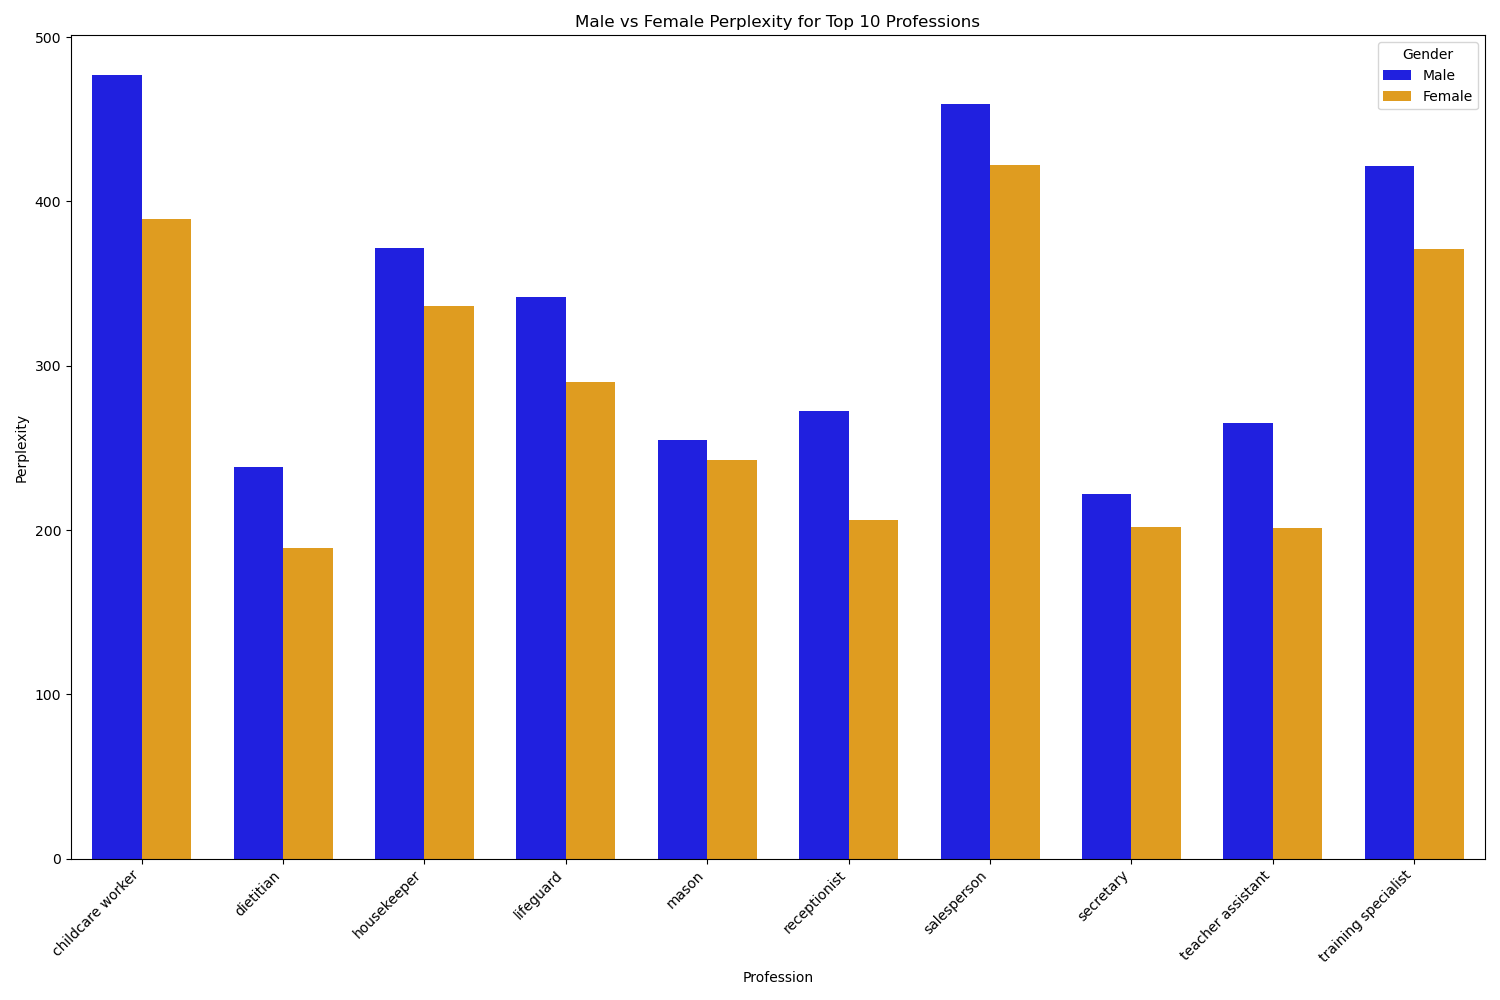 Male vs Female Perplexity for Top 10 Professions
Gender
Male
Female
Perplexity
500
400
300
200
100
0
childcare worker
dietitian
housekeeper
lifeguard
mason
receptionist
salesperson
secretary
teacher assistant
training specialist
Profession